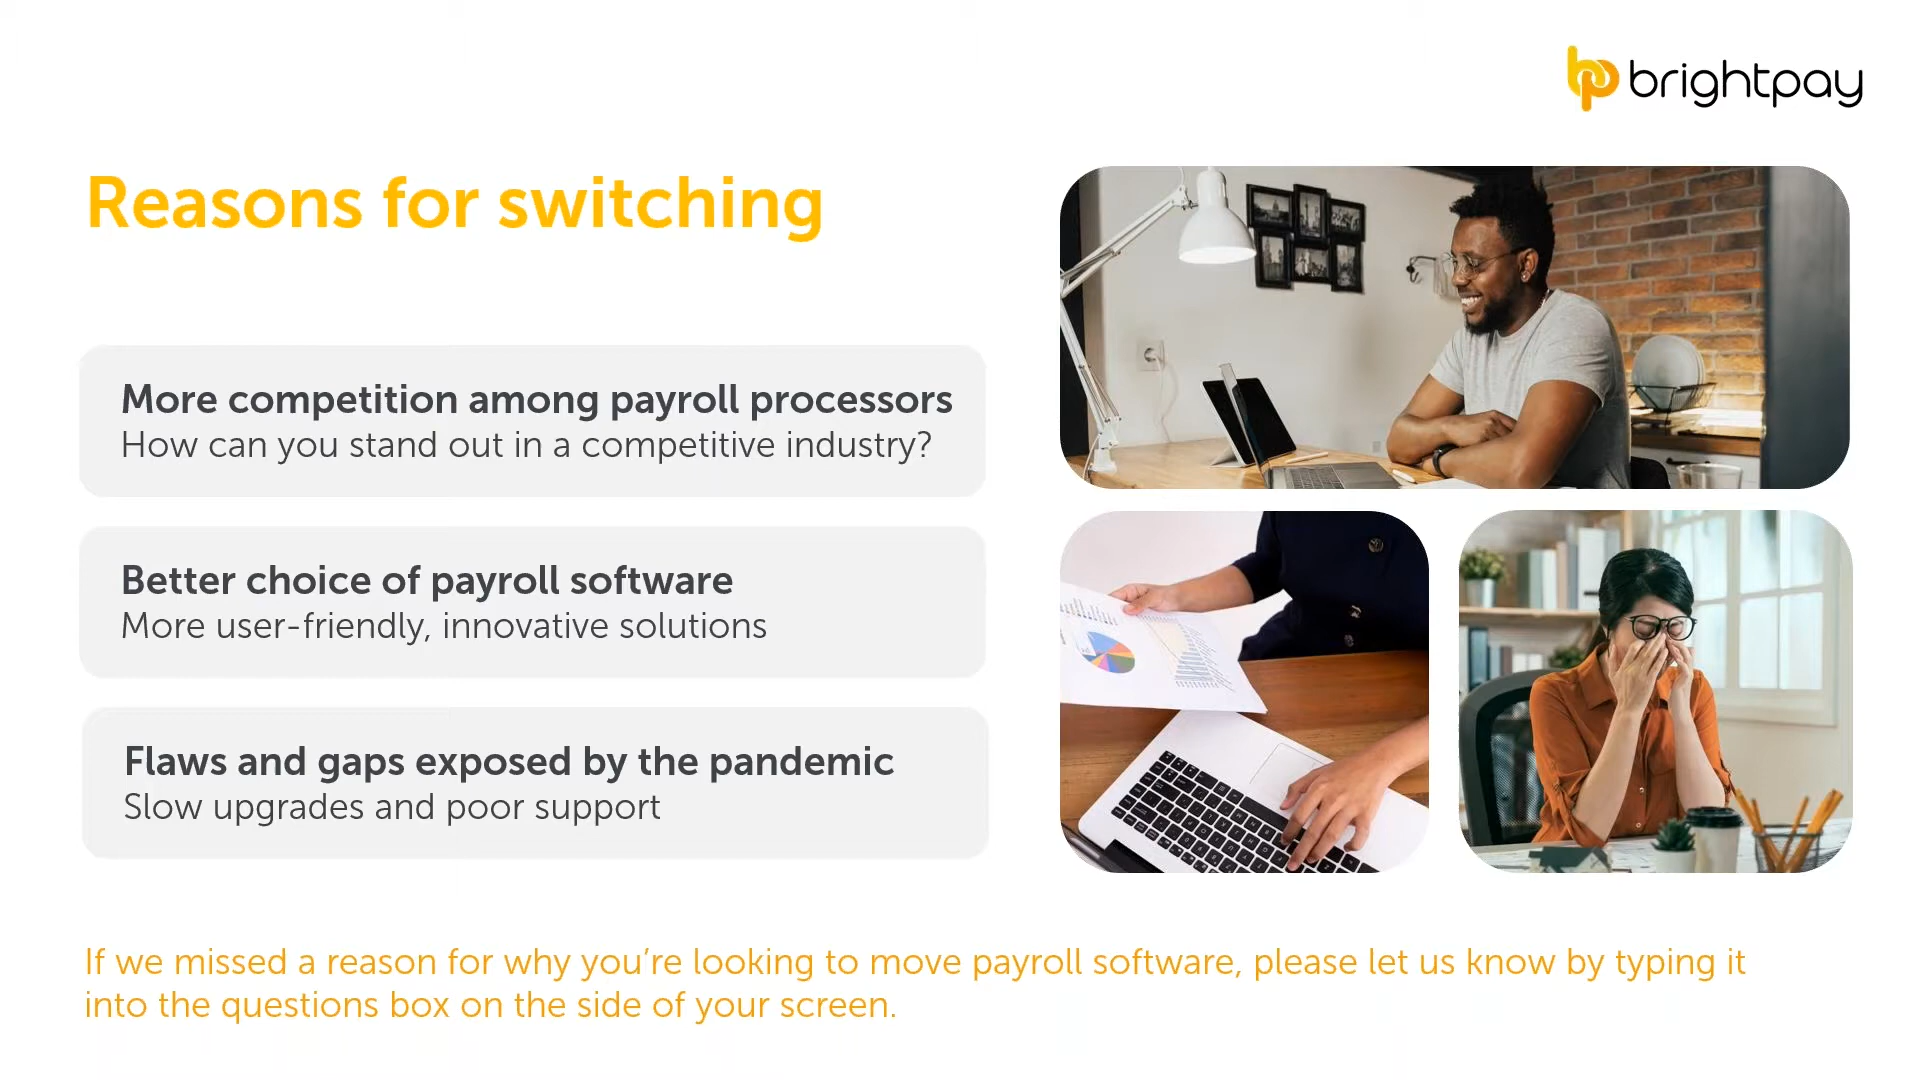 brightpay
Reasons for switching
More competition among payroll processors
How can you stand out in a competitive industry?
Better choice of payroll software
More user-friendly, innovative solutions
Flaws and gaps exposed by the pandemic
Slow upgrades and poor support
If we missed a reason for why you’re looking to move payroll software, please let us know by typing it
into the questions box on the side of your screen.